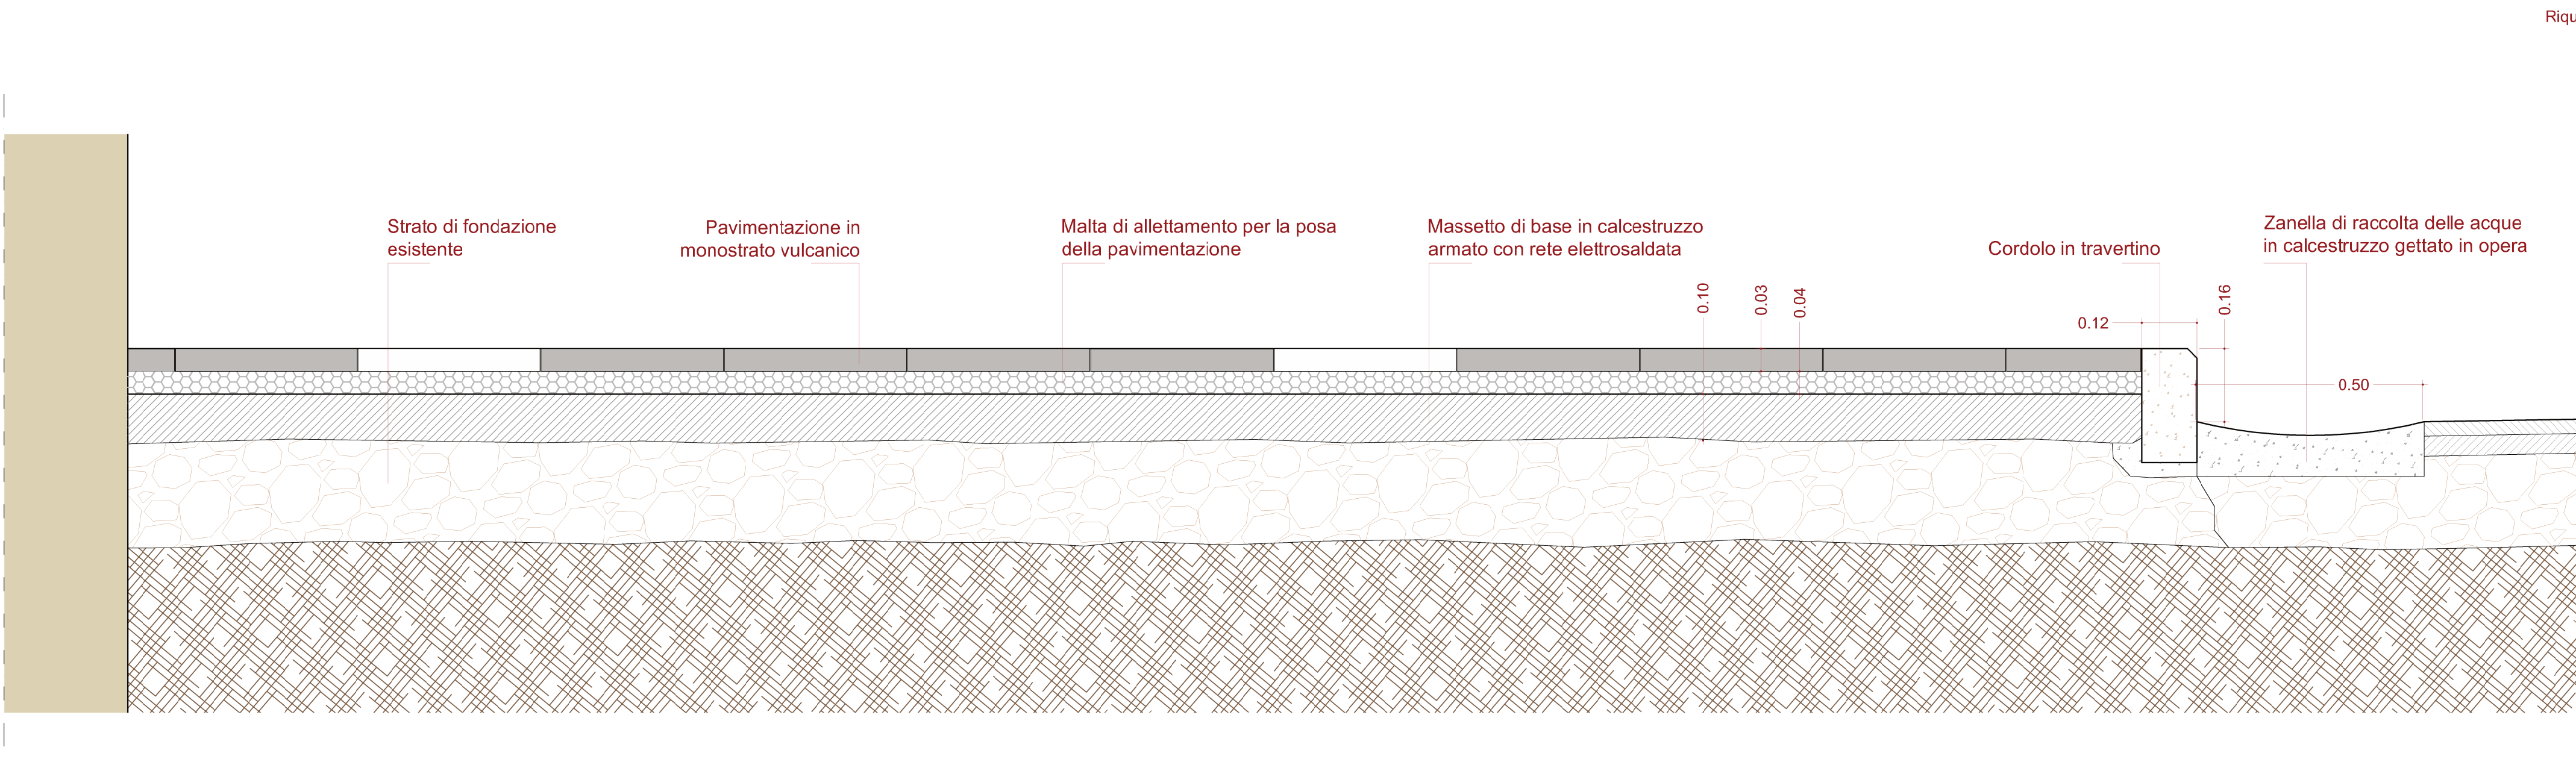 Riqu
Strato di fondazione
esistente
Pavimentazione in
monostrato vulcanico
Malta di allettamento per la posa
della pavimentazione
Massetto di base in calcestruzzo
armato con rete elettrosaldata
Cordolo in travertino
Zanella di raccolta delle acque
in calcestruzzo gettato in opera
0.10
0.03
0.04
0.12
0.16
0.50